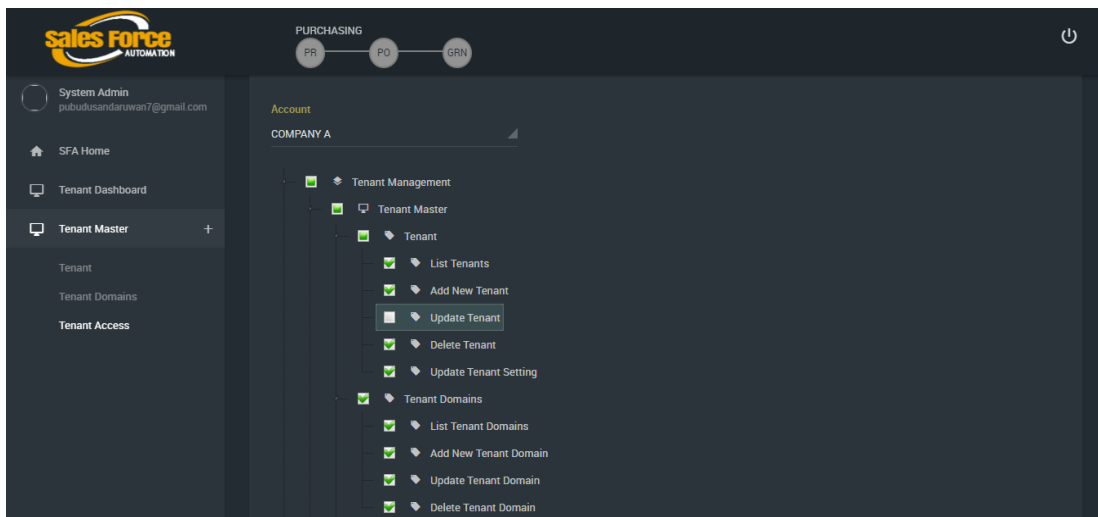 Sales Force
AUTOMATION
PURCHASING
PR PO GRN
System Admin
pubudusandaruwan7@gmail.com
SFA Home
Tenant Dashboard
Tenant Master +
Tenant
Tenant Domains
Tenant Access
Account
COMPANY A
Tenant Management
Tenant Master
Tenant
List Tenants
Add New Tenant
Update Tenant
Delete Tenant
Update Tenant Setting
Tenant Domains
List Tenant Domains
Add New Tenant Domain
Update Tenant Domain
Delete Tenant Domain